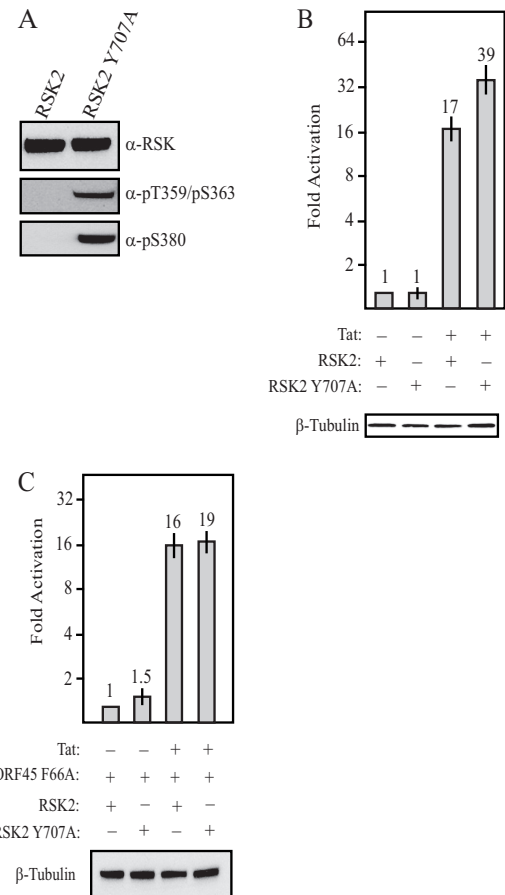 A
RSK2
RSK2 Y707A
α-RSK
α-pT359/pS363
α-pS380
B
Fold Activation
64
32
16
8
4
2
1
1
17
39
Tat: – – + +
RSK2: + – + –
RSK2 Y707A: – + – +
β-Tubulin
C
Fold Activation
32
16
8
4
2
1
1.5
16
19
Tat: – – + +
ORF45 F66A: + + + +
RSK2: + – + –
RSK2 Y707A: – + – +
β-Tubulin